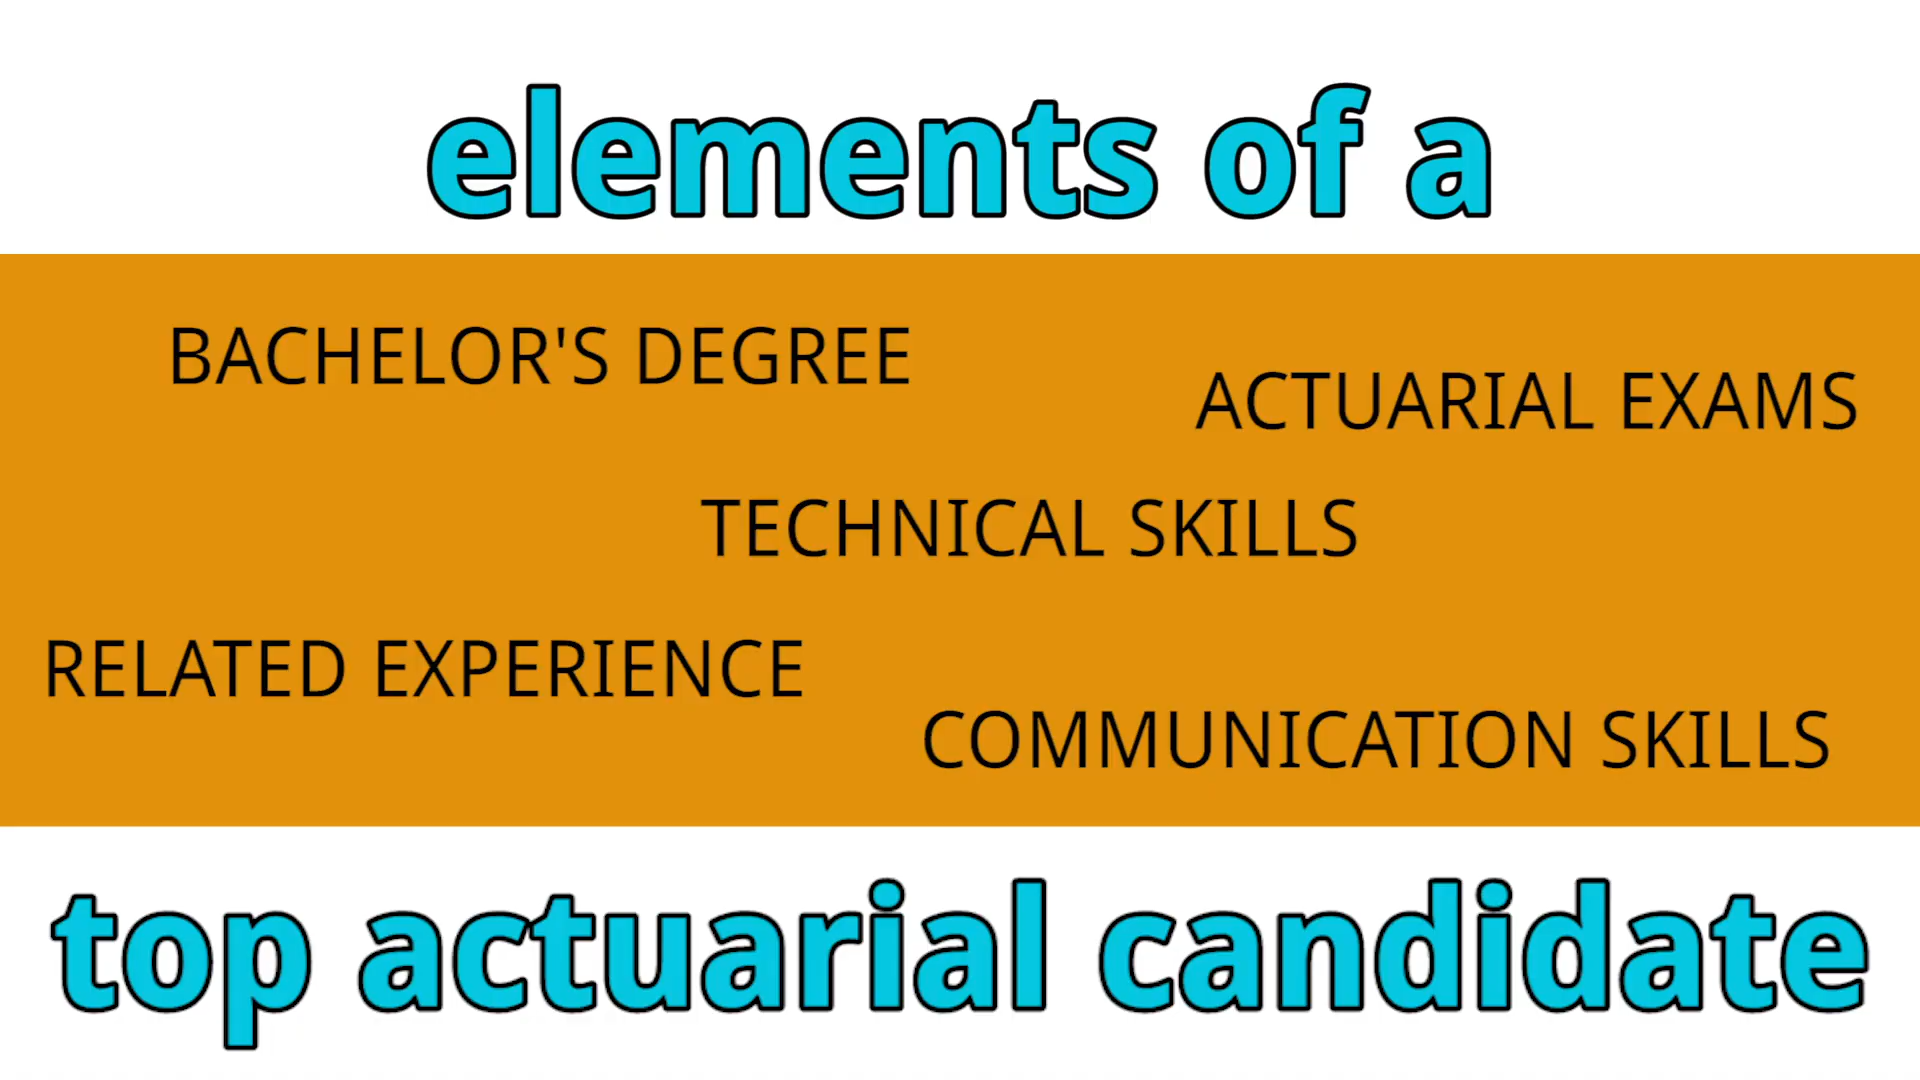 elements of a
BACHELOR'S DEGREE
ACTUARIAL EXAMS
TECHNICAL SKILLS
RELATED EXPERIENCE
COMMUNICATION SKILLS
top actuarial candidate